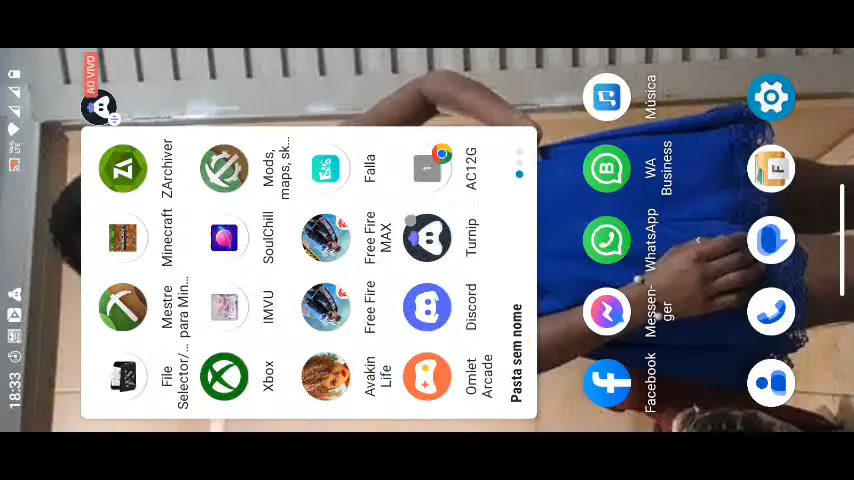 18:33
VoLTE
AO VIVO
Pasta sem nome
Omlet
Arcade
Discord
Turnip
AC12G
Avakin
Life
Free Fire
Free Fire
MAX
Falla
Xbox
IMVU
SoulChill
Mods,
maps, sk...
File
Selector/...
Mestre
para Min...
Minecraft
ZArchiver
Facebook
Messen-
ger
WhatsApp
WA
Business
Música